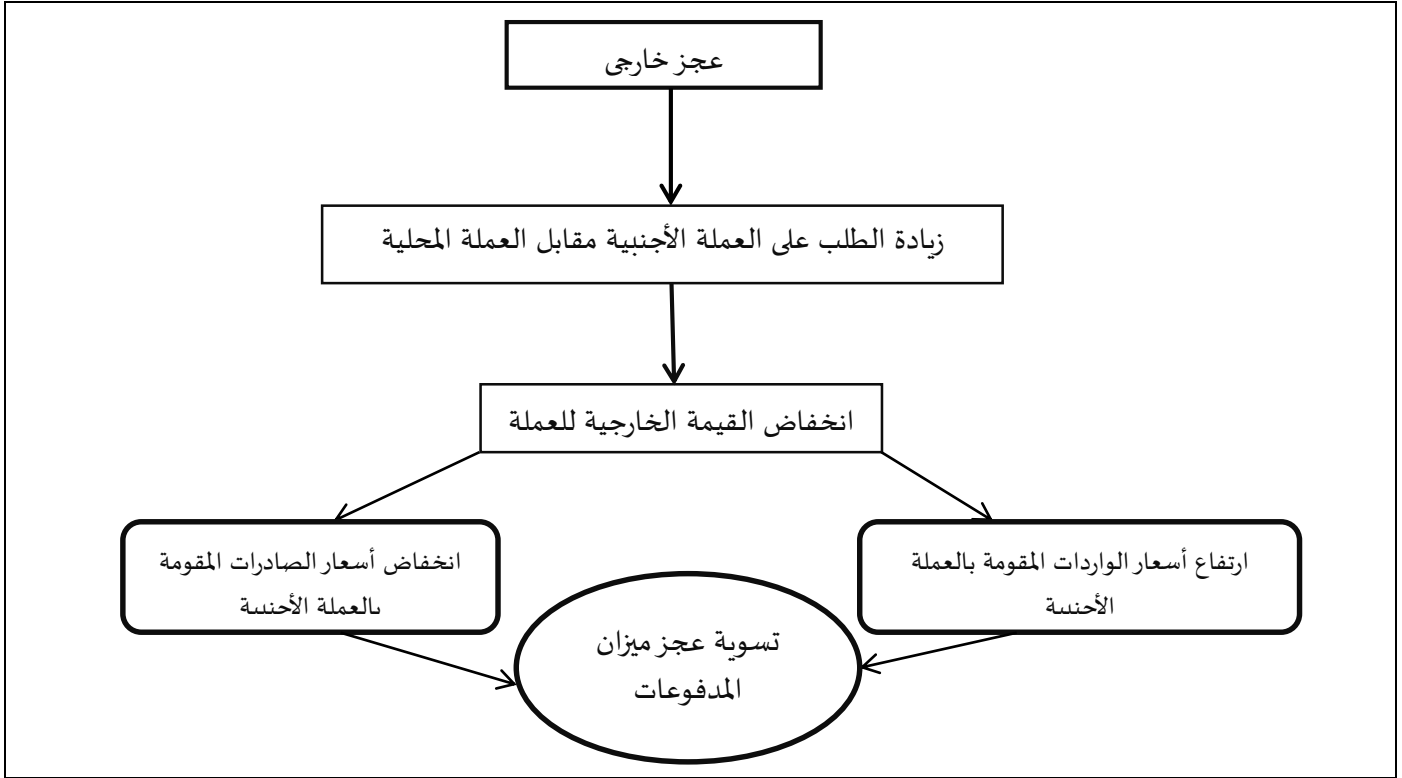 عجز خارجى
زيادة الطلب على العملة الأجنبية مقابل العملة المحلية
انخفاض القيمة الخارجية للعملة
ارتفاع أسعار الواردات المقومة بالعملة
الأجنبية
انخفاض أسعار الصادرات المقومة
بالعملة الأجنبية
تسوية عجز ميزان
المدفوعات